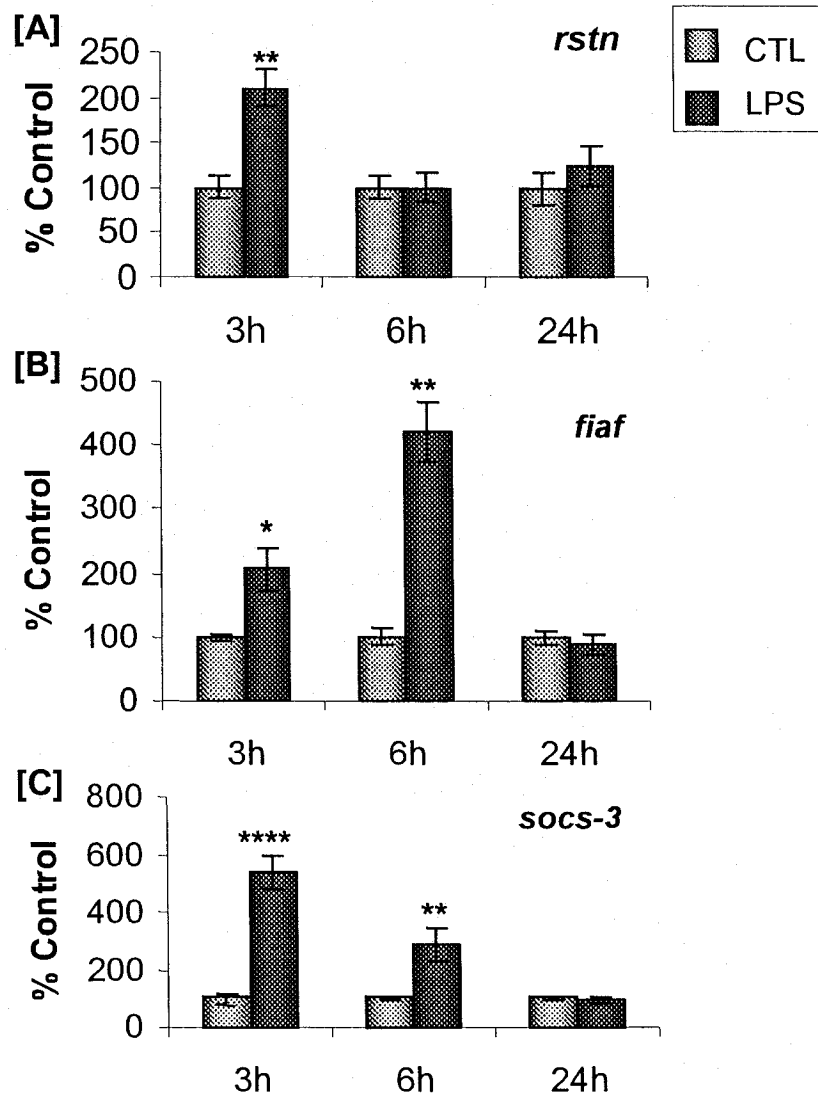 [A]
rstn
CTL
LPS
% Control
250
200
150
100
50
0
**
3h 6h 24h
[B]
fiaf
% Control
500
400
300
200
100
0
*
**
3h 6h 24h
[C]
socs-3
% Control
800
600
400
200
0
****
**
3h 6h 24h